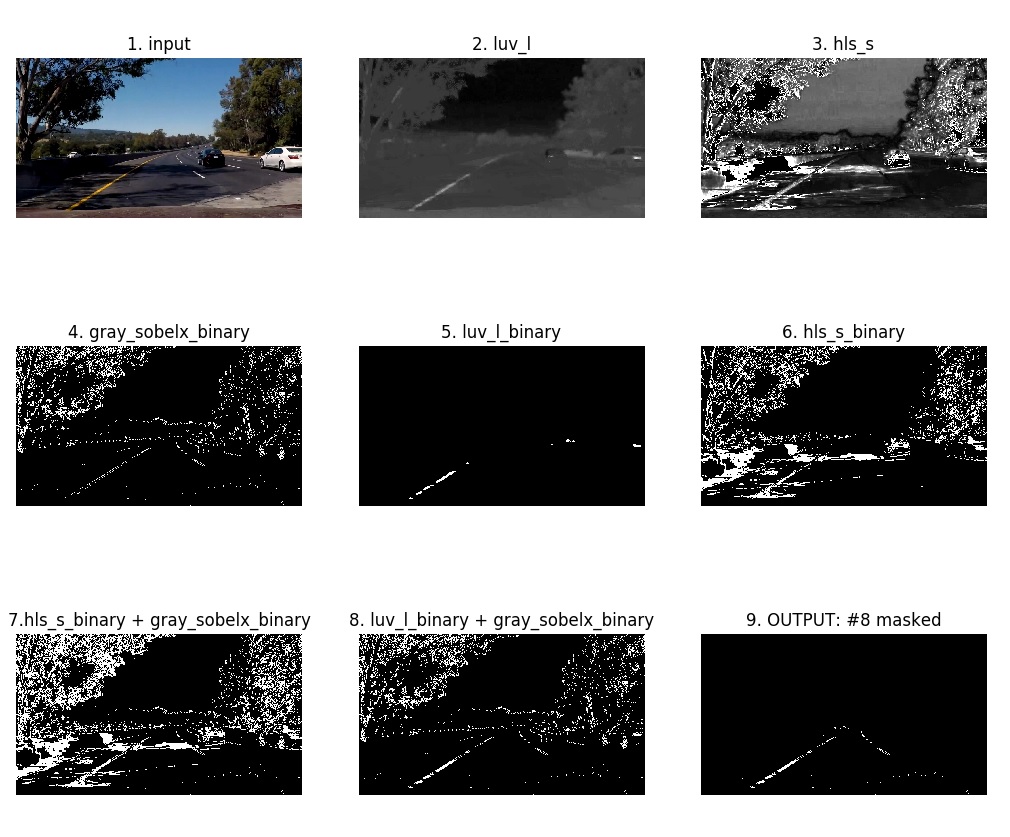 1. input
2. luv_l
3. hls_s
4. gray_sobelx_binary
5. luv_l_binary
6. hls_s_binary
7.hls_s_binary + gray_sobelx_binary
8. luv_l_binary + gray_sobelx_binary
9. OUTPUT: #8 masked